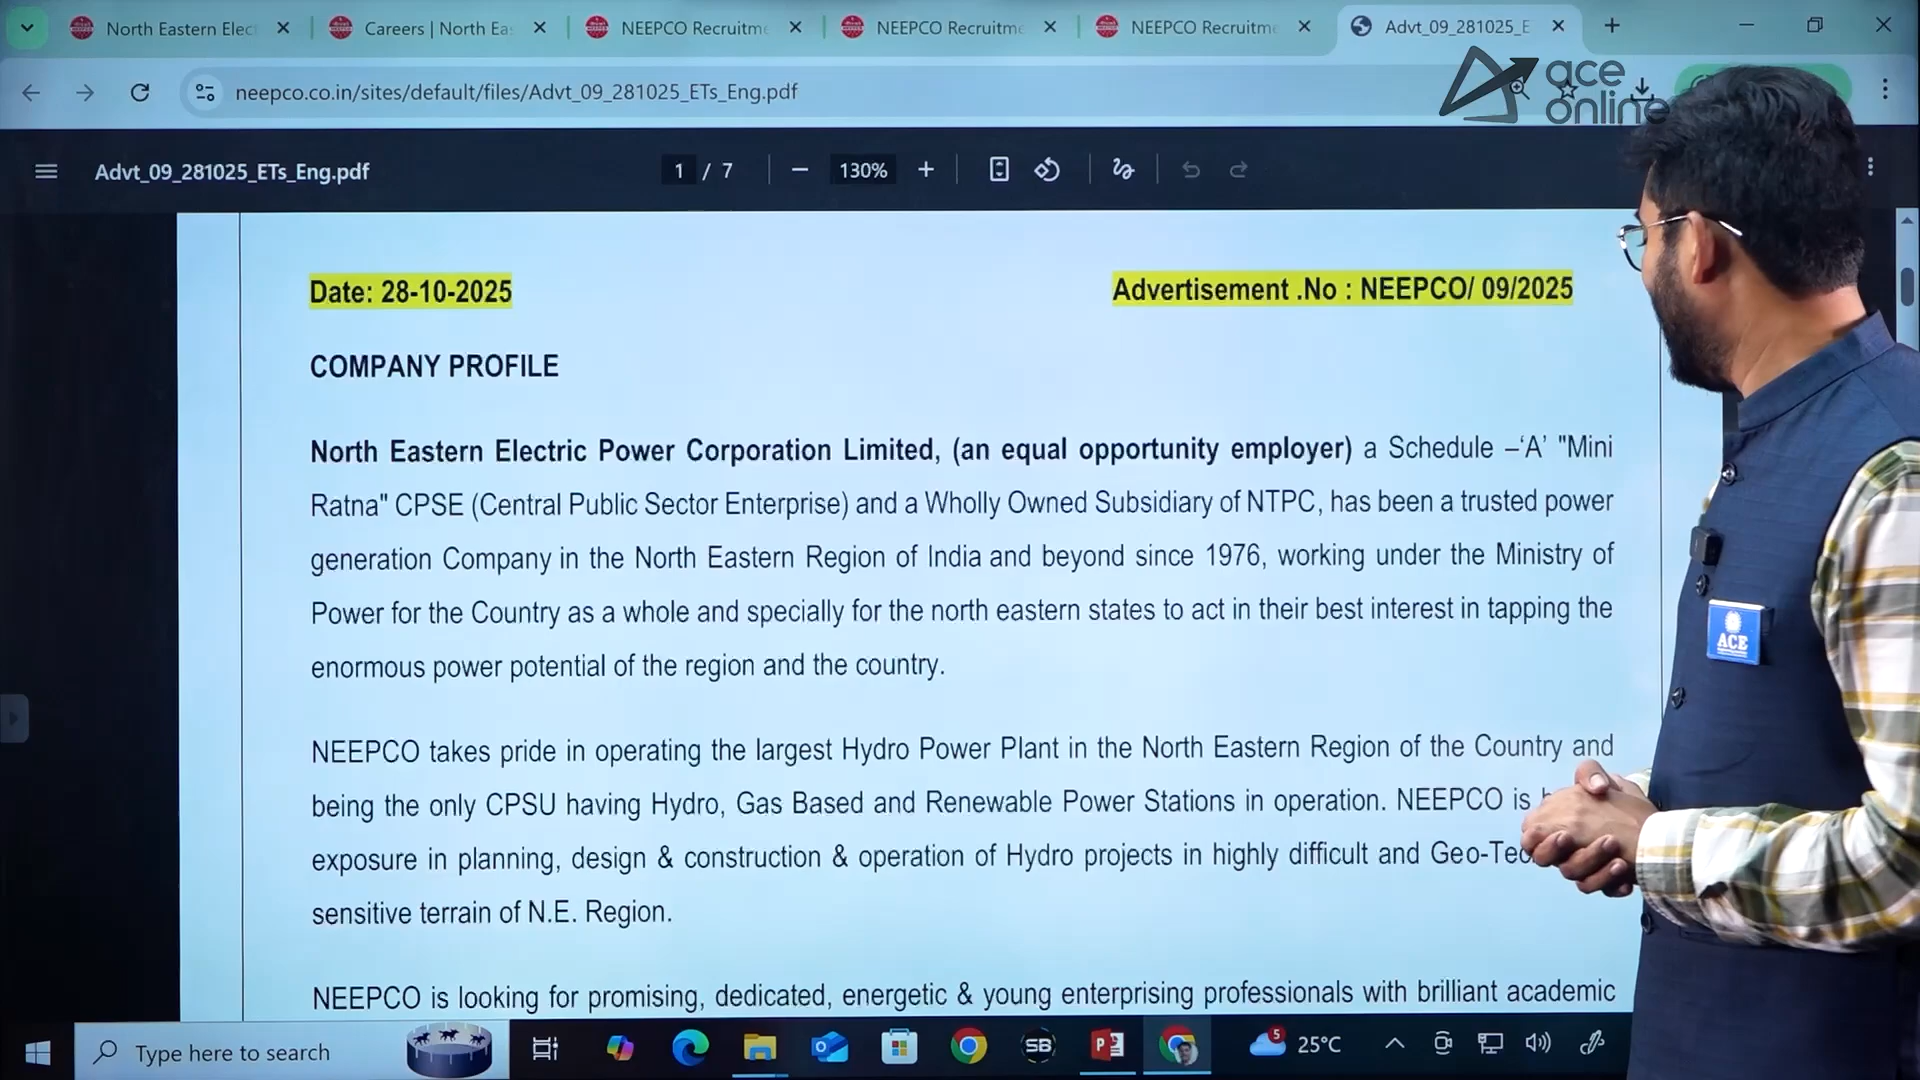 North Eastern Elec
Careers | North Ea
NEEPCO Recruitme
NEEPCO Recruitme
NEEPCO Recruitme
Advt_09_281025_E
neepco.co.in/sites/default/files/Advt_09_281025_ETs_Eng.pdf
ace
online
Advt_09_281025_ETs_Eng.pdf
1 / 7
130%
Date: 28-10-2025
Advertisement .No : NEEPCO/ 09/2025
COMPANY PROFILE
North Eastern Electric Power Corporation Limited, (an equal opportunity employer) a Schedule –‘A’ "Mini
Ratna" CPSE (Central Public Sector Enterprise) and a Wholly Owned Subsidiary of NTPC, has been a trusted power
generation Company in the North Eastern Region of India and beyond since 1976, working under the Ministry of
Power for the Country as a whole and specially for the north eastern states to act in their best interest in tapping the
enormous power potential of the region and the country.
NEEPCO takes pride in operating the largest Hydro Power Plant in the North Eastern Region of the Country and
being the only CPSU having Hydro, Gas Based and Renewable Power Stations in operation. NEEPCO is
exposure in planning, design & construction & operation of Hydro projects in highly difficult and
sensitive terrain of N.E. Region.
NEEPCO is looking for promising, dedicated, energetic & young enterprising professionals with brilliant academic
ACE
Type here to search
SB
5
25°C